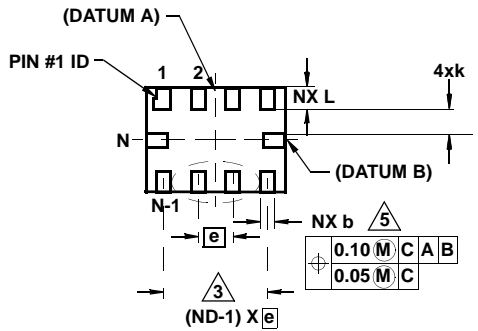 (DATUM A)
PIN #1 ID
1 2
NX L
4xk
N
(DATUM B)
N-1
NX b 5
e
0.10 M C A B
0.05 M C
3
(ND-1) X e